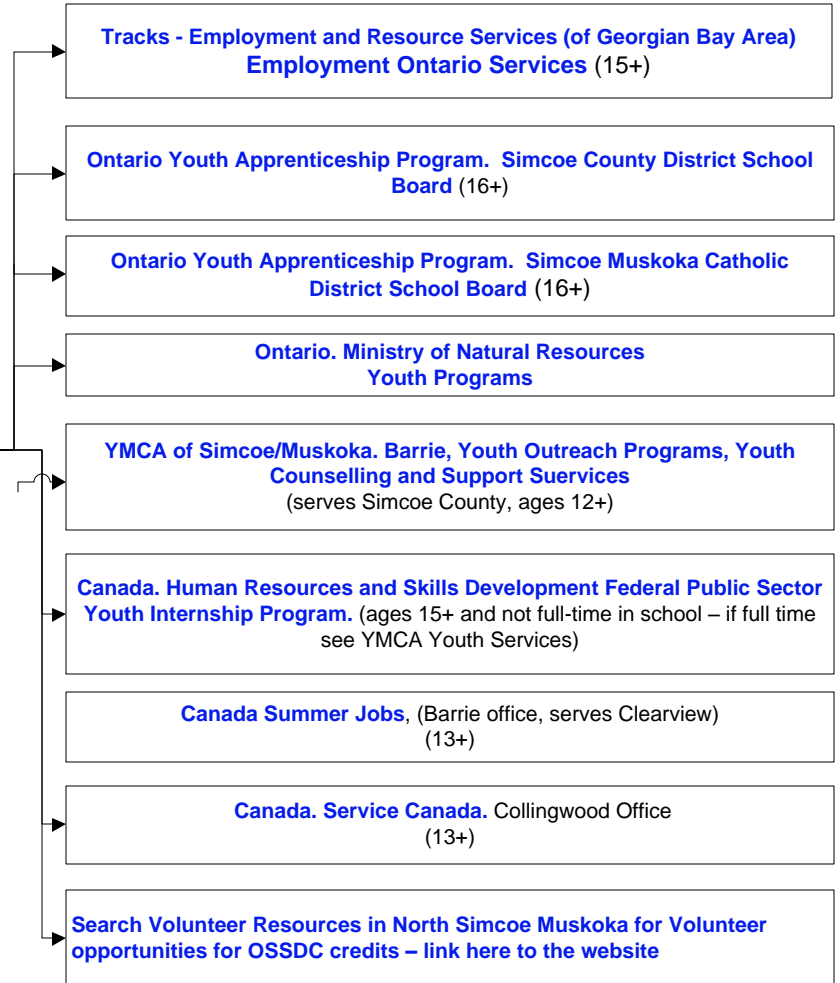 Tracks - Employment and Resource Services (of Georgian Bay Area)
Employment Ontario Services (15+)
Ontario Youth Apprenticeship Program.  Simcoe County District School
Board (16+)
Ontario Youth Apprenticeship Program.  Simcoe Muskoka Catholic
District School Board (16+)
Ontario. Ministry of Natural Resources
Youth Programs
YMCA of Simcoe/Muskoka. Barrie, Youth Outreach Programs, Youth
Counselling and Support Suervices
(serves Simcoe County, ages 12+)
Canada. Human Resources and Skills Development Federal Public Sector
Youth Internship Program. (ages 15+ and not full-time in school – if full time
see YMCA Youth Services)
Canada Summer Jobs, (Barrie office, serves Clearview)
(13+)
Canada. Service Canada. Collingwood Office
(13+)
Search Volunteer Resources in North Simcoe Muskoka for Volunteer
opportunities for OSSDC credits – link here to the website